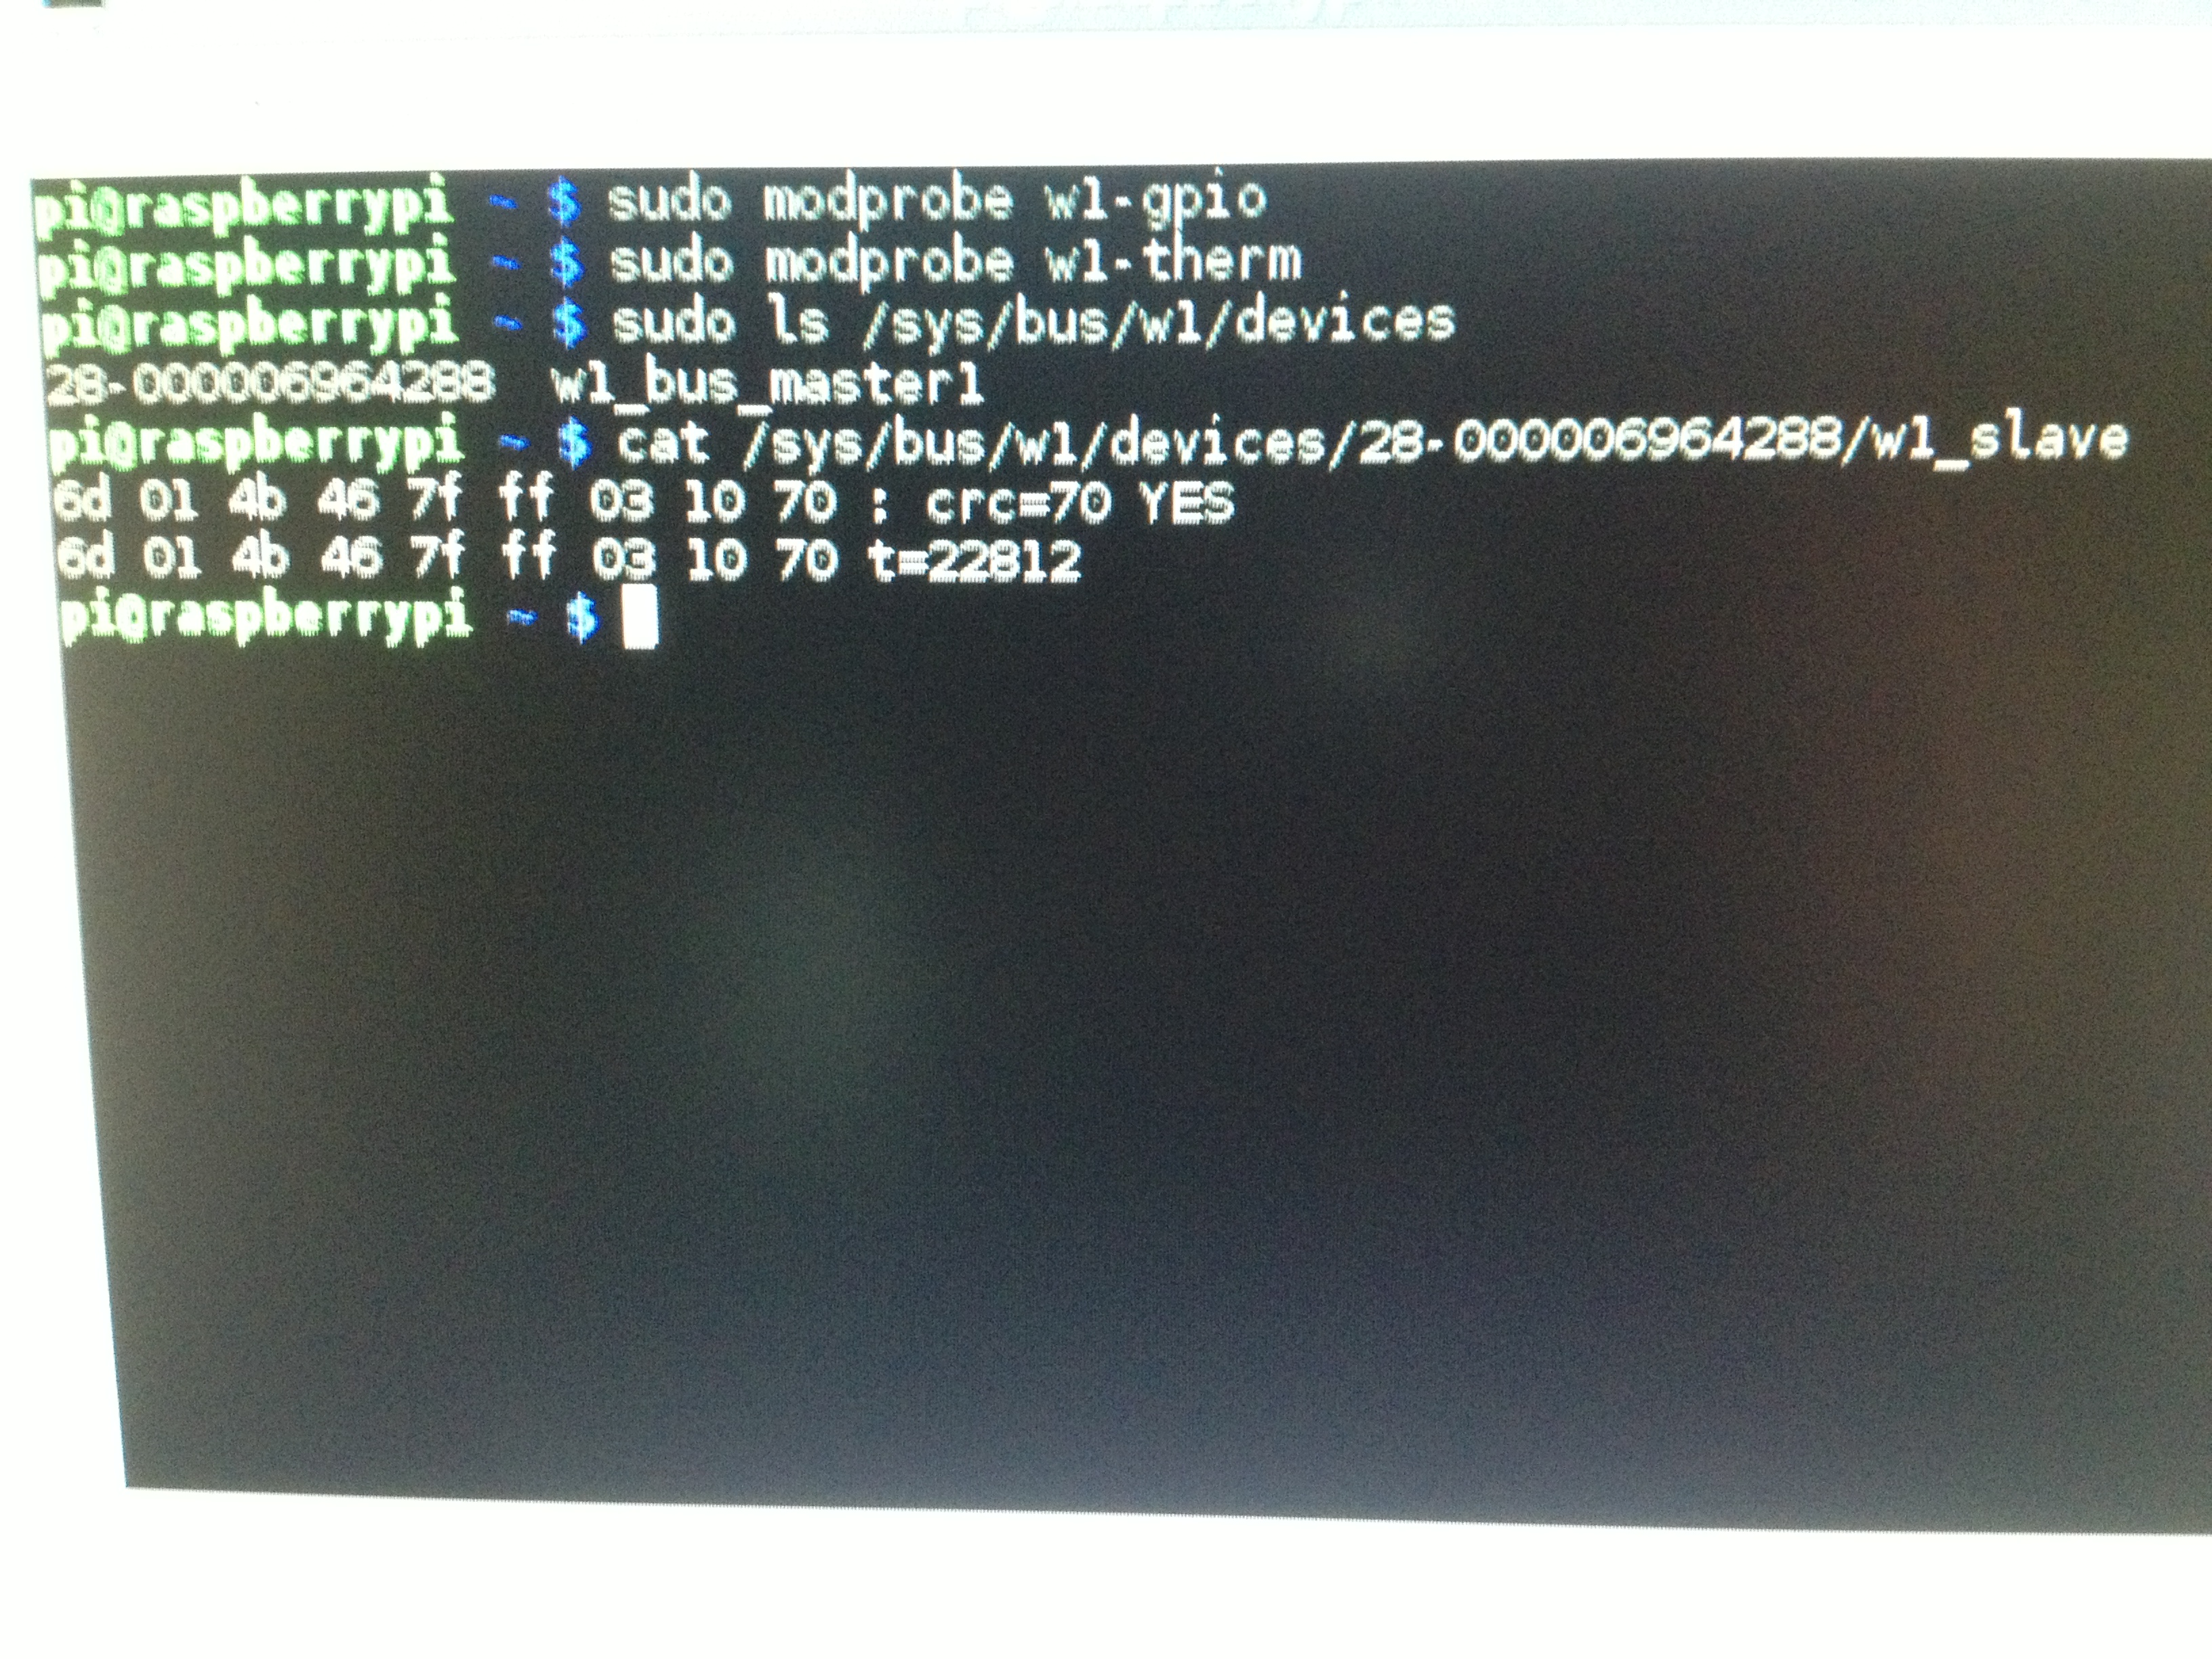 pi@raspberrypi ~ $ sudo modprobe w1-gpio
pi@raspberrypi ~ $ sudo modprobe w1-therm
pi@raspberrypi ~ $ sudo ls /sys/bus/w1/devices
28-000006964288  w1_bus_master1
pi@raspberrypi ~ $ cat /sys/bus/w1/devices/28-000006964288/w1_slave
6d 01 4b 46 7f ff 03 10 70 : crc=70 YES
6d 01 4b 46 7f ff 03 10 70 t=22812
pi@raspberrypi ~ $